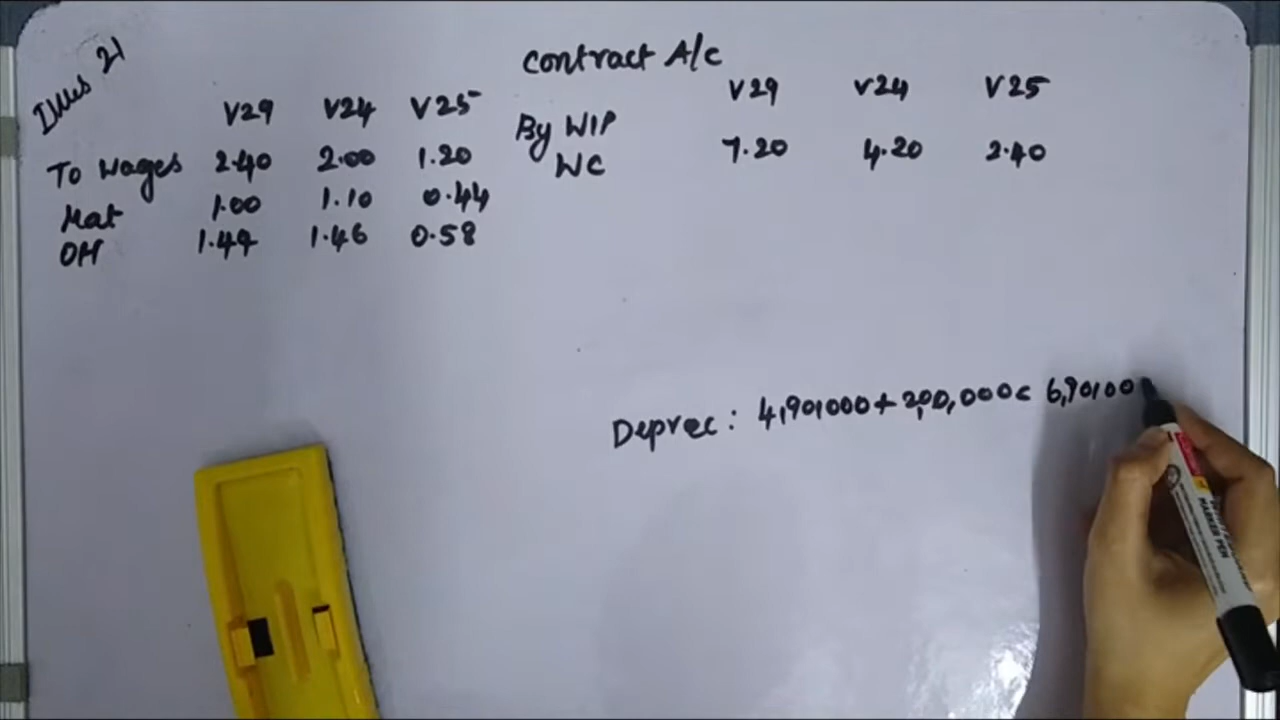 Illus 21
Contract A/c
V29 V24 V25 V29 V24 V25
To Wages 2.40 2.00 1.20 By WIP
WC 7.20 4.20 2.40
Mat 1.00 1.10 0.44
OH 1.44 1.46 0.58
Deprec: 4,90,000 + 2,00,000 = 6,90,00
MARKER PEN